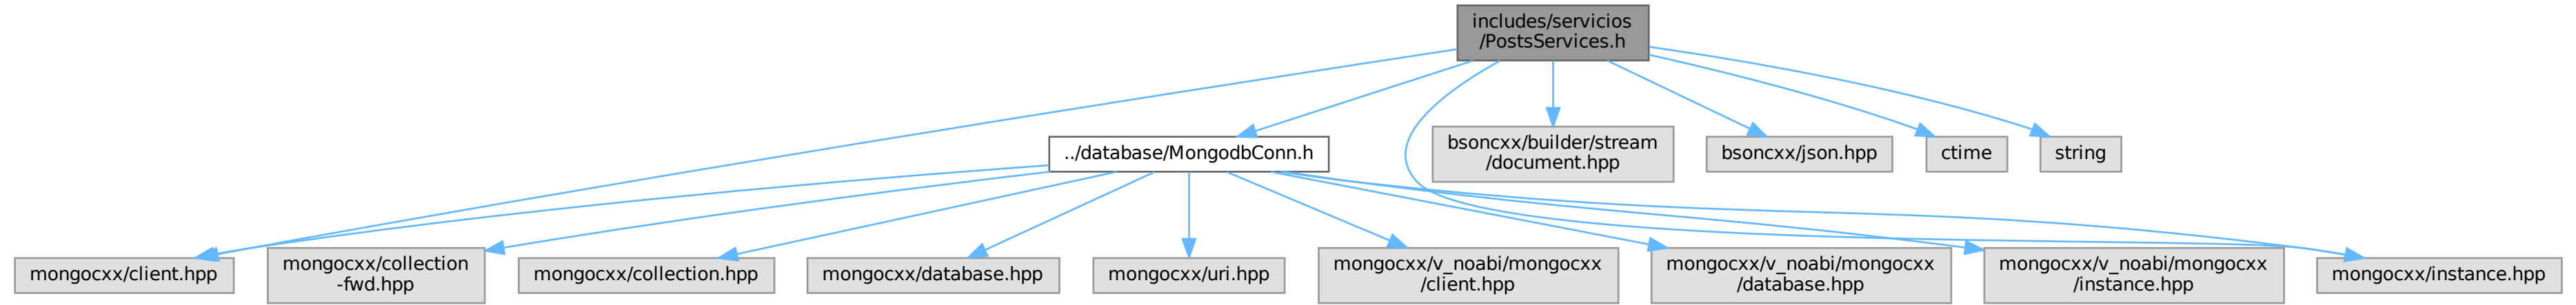 includes/servicios
/PostsServices.h
../database/MongodbConn.h
bsoncxx/builder/stream
/document.hpp
bsoncxx/json.hpp
ctime
string
mongocxx/client.hpp
mongocxx/collection
-fwd.hpp
mongocxx/collection.hpp
mongocxx/database.hpp
mongocxx/uri.hpp
mongocxx/v_noabi/mongocxx
/client.hpp
mongocxx/v_noabi/mongocxx
/database.hpp
mongocxx/v_noabi/mongocxx
/instance.hpp
mongocxx/instance.hpp